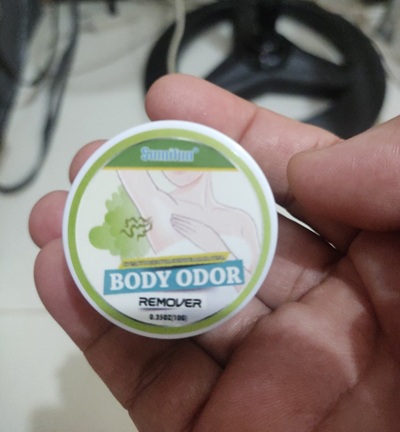 Sumifun®
BODY ODOR
REMOVER
0.35OZ(10G)